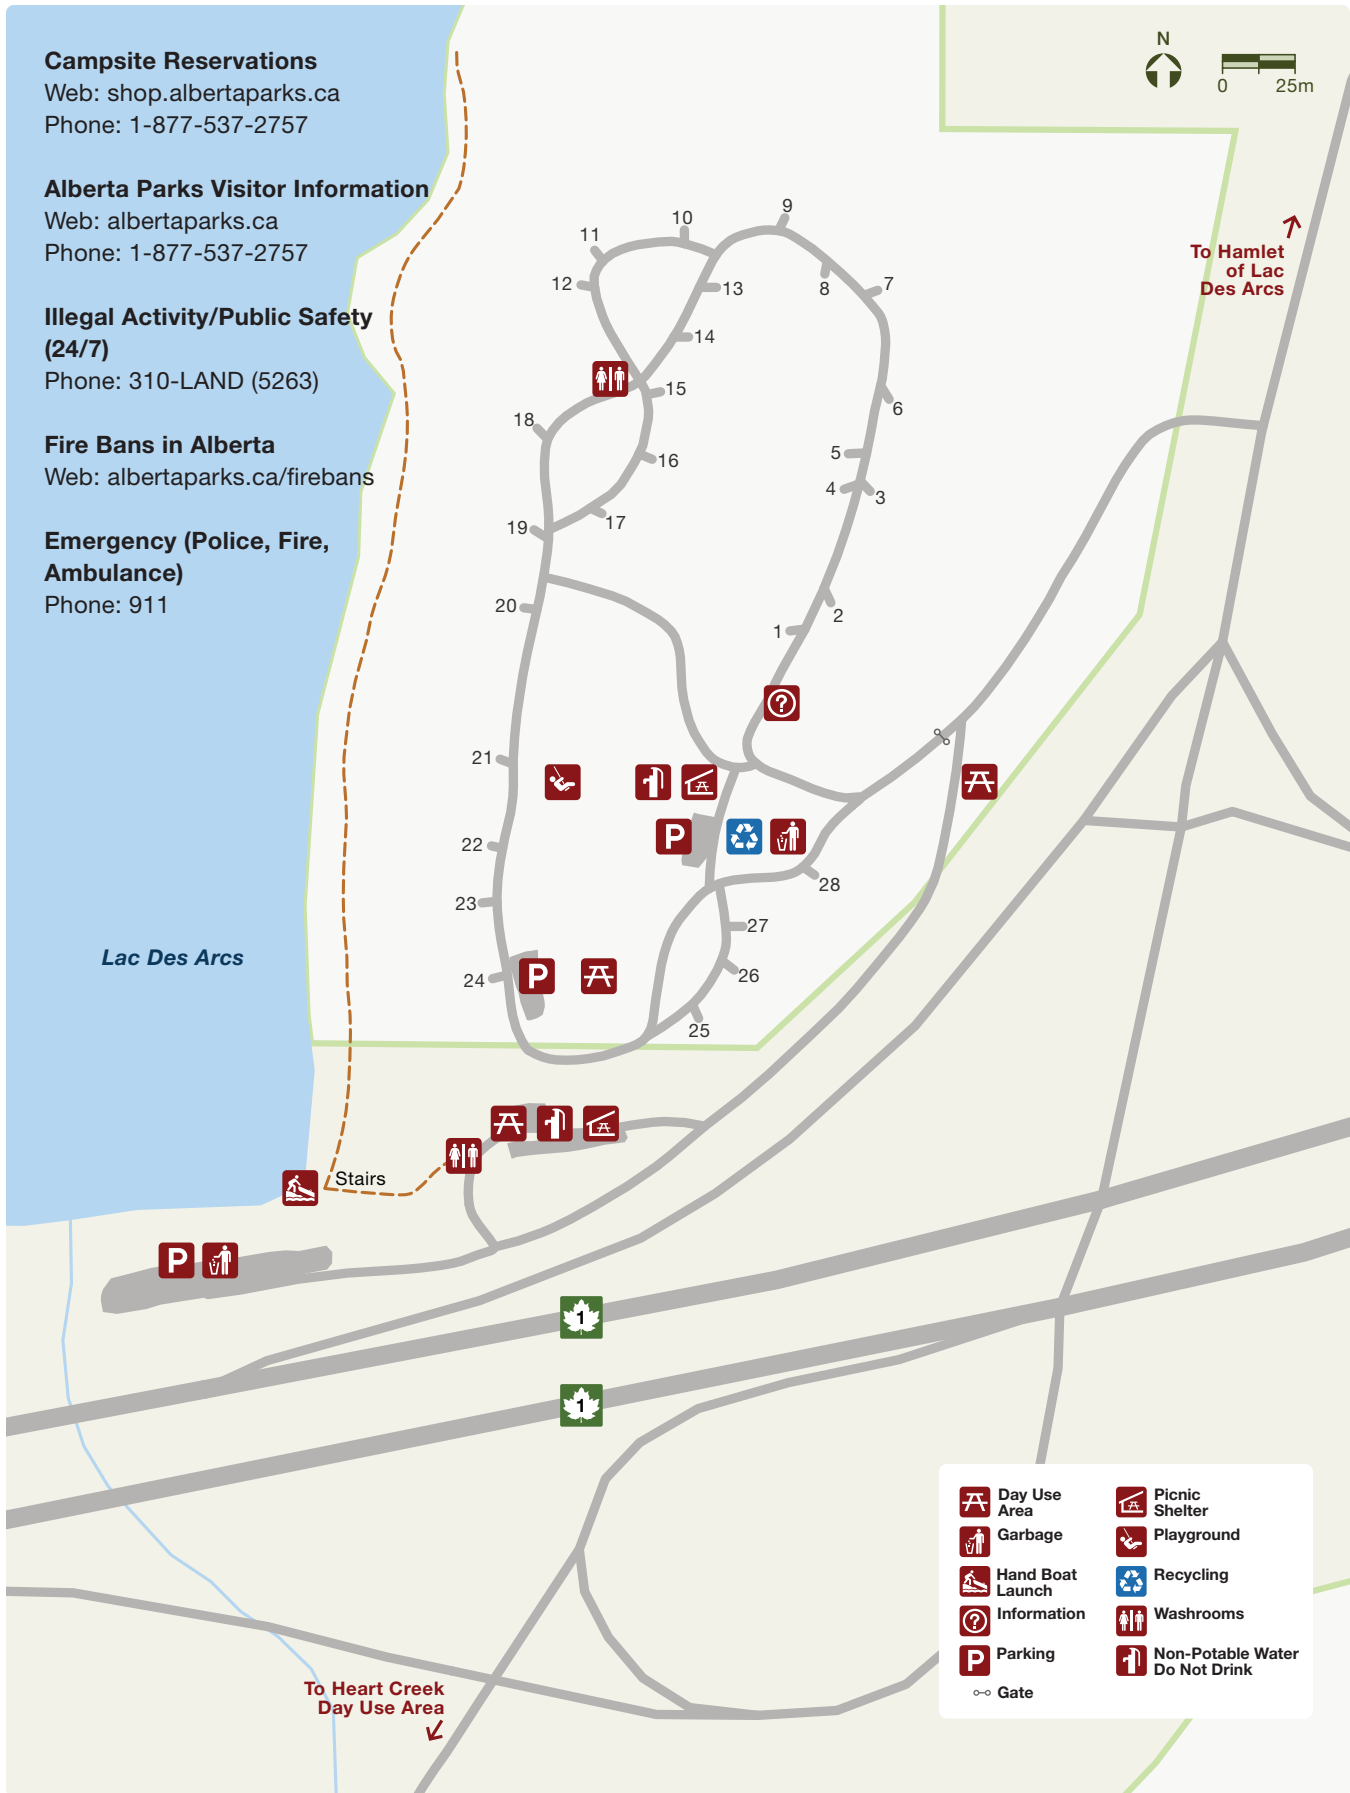 Campsite Reservations
Web: shop.albertaparks.ca
Phone: 1-877-537-2757
Alberta Parks Visitor Information
Web: albertaparks.ca
Phone: 1-877-537-2757
Illegal Activity/Public Safety
(24/7)
Phone: 310-LAND (5263)
Fire Bans in Alberta
Web: albertaparks.ca/firebans
Emergency (Police, Fire,
Ambulance)
Phone: 911
N
0 25m
To Hamlet
of Lac
Des Arcs
9
10
11
12
13
8
7
14
15
6
18
16
5
4
3
17
19
20
2
1
?
21
22
P
28
23
27
24
P
26
25
Lac Des Arcs
Stairs
P
1
1
To Heart Creek
Day Use Area
Day Use
Area
Garbage
Hand Boat
Launch
?
Information
P
Parking
Gate
Picnic
Shelter
Playground
Recycling
Washrooms
Non-Potable Water
Do Not Drink